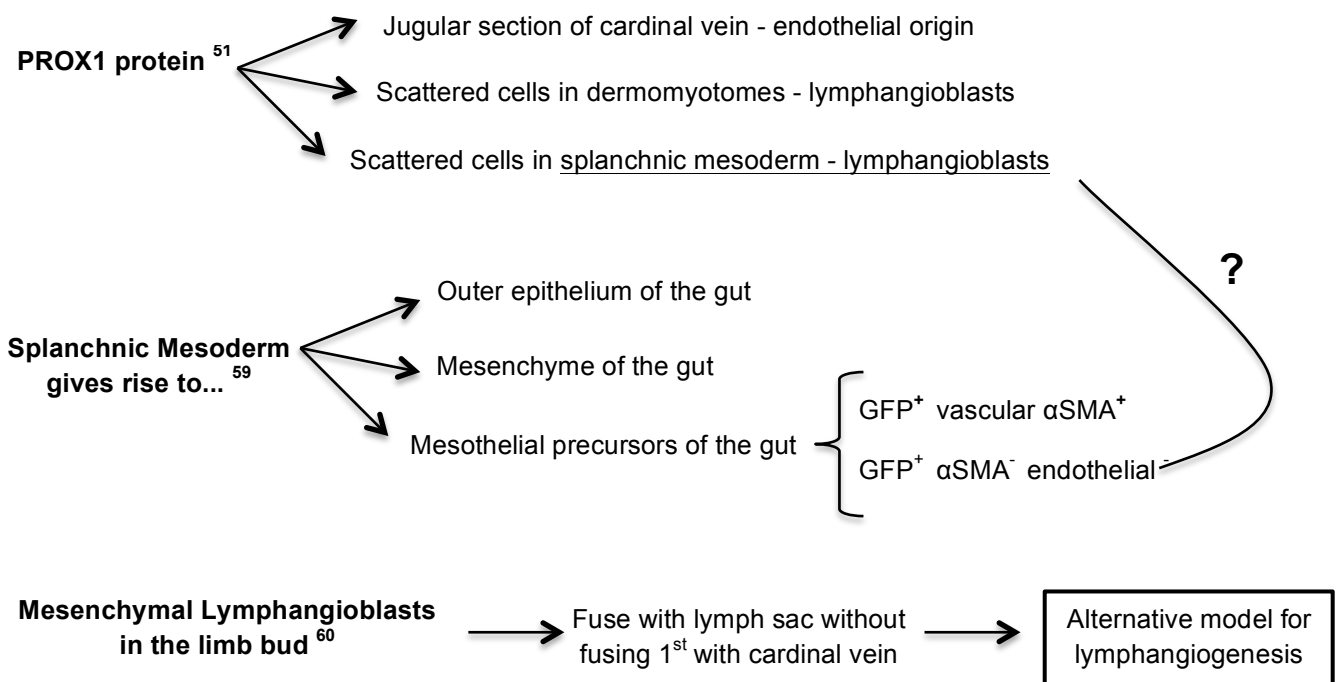 Jugular section of cardinal vein - endothelial origin
PROX1 protein ⁵¹
Scattered cells in dermomyotomes - lymphangioblasts
Scattered cells in splanchnic mesoderm - lymphangioblasts
?
Outer epithelium of the gut
Splanchnic Mesoderm
gives rise to... ⁵⁹
Mesenchyme of the gut
GFP⁺ vascular αSMA⁺
Mesothelial precursors of the gut
GFP⁺ αSMA⁻ endothelial⁻
Mesenchymal Lymphangioblasts
in the limb bud ⁶⁰
Fuse with lymph sac without
fusing 1ˢᵗ with cardinal vein
Alternative model for
lymphangiogenesis